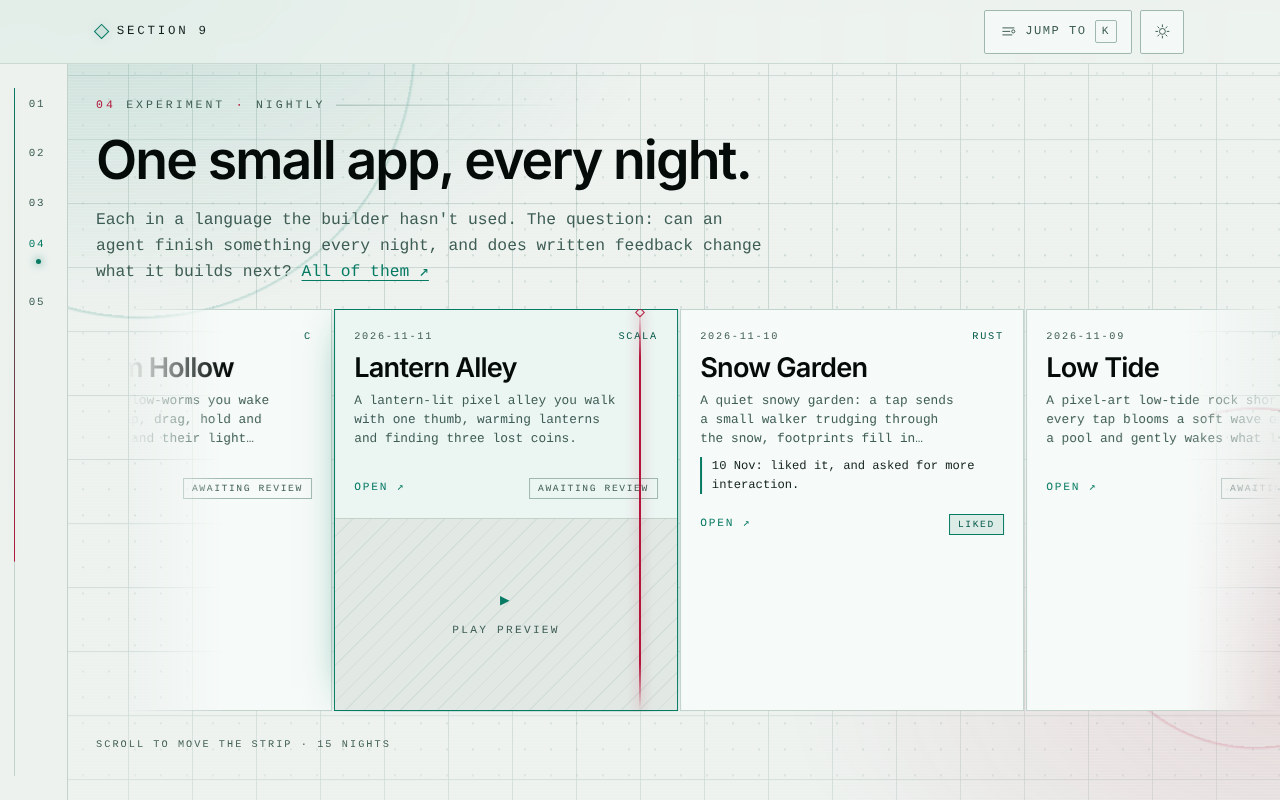 SECTION 9
JUMP TO K
01
02
03
04
05
04 EXPERIMENT · NIGHTLY
One small app, every night.
Each in a language the builder hasn't used. The question: can an
agent finish something every night, and does written feedback change
what it builds next? All of them ↗
C
Hollow
low-worms you wake
, drag, hold and
and their light…
AWAITING REVIEW
2026-11-11 SCALA
Lantern Alley
A lantern-lit pixel alley you walk
with one thumb, warming lanterns
and finding three lost coins.
OPEN ↗ AWAITING REVIEW
▶
PLAY PREVIEW
2026-11-10 RUST
Snow Garden
A quiet snowy garden: a tap sends
a small walker trudging through
the snow, footprints fill in…
10 Nov: liked it, and asked for more
interaction.
OPEN ↗ LIKED
2026-11-09
Low Tide
A pixel-art low-tide rock
every tap blooms a soft wave
a pool and gently wakes what
OPEN ↗
SCROLL TO MOVE THE STRIP · 15 NIGHTS